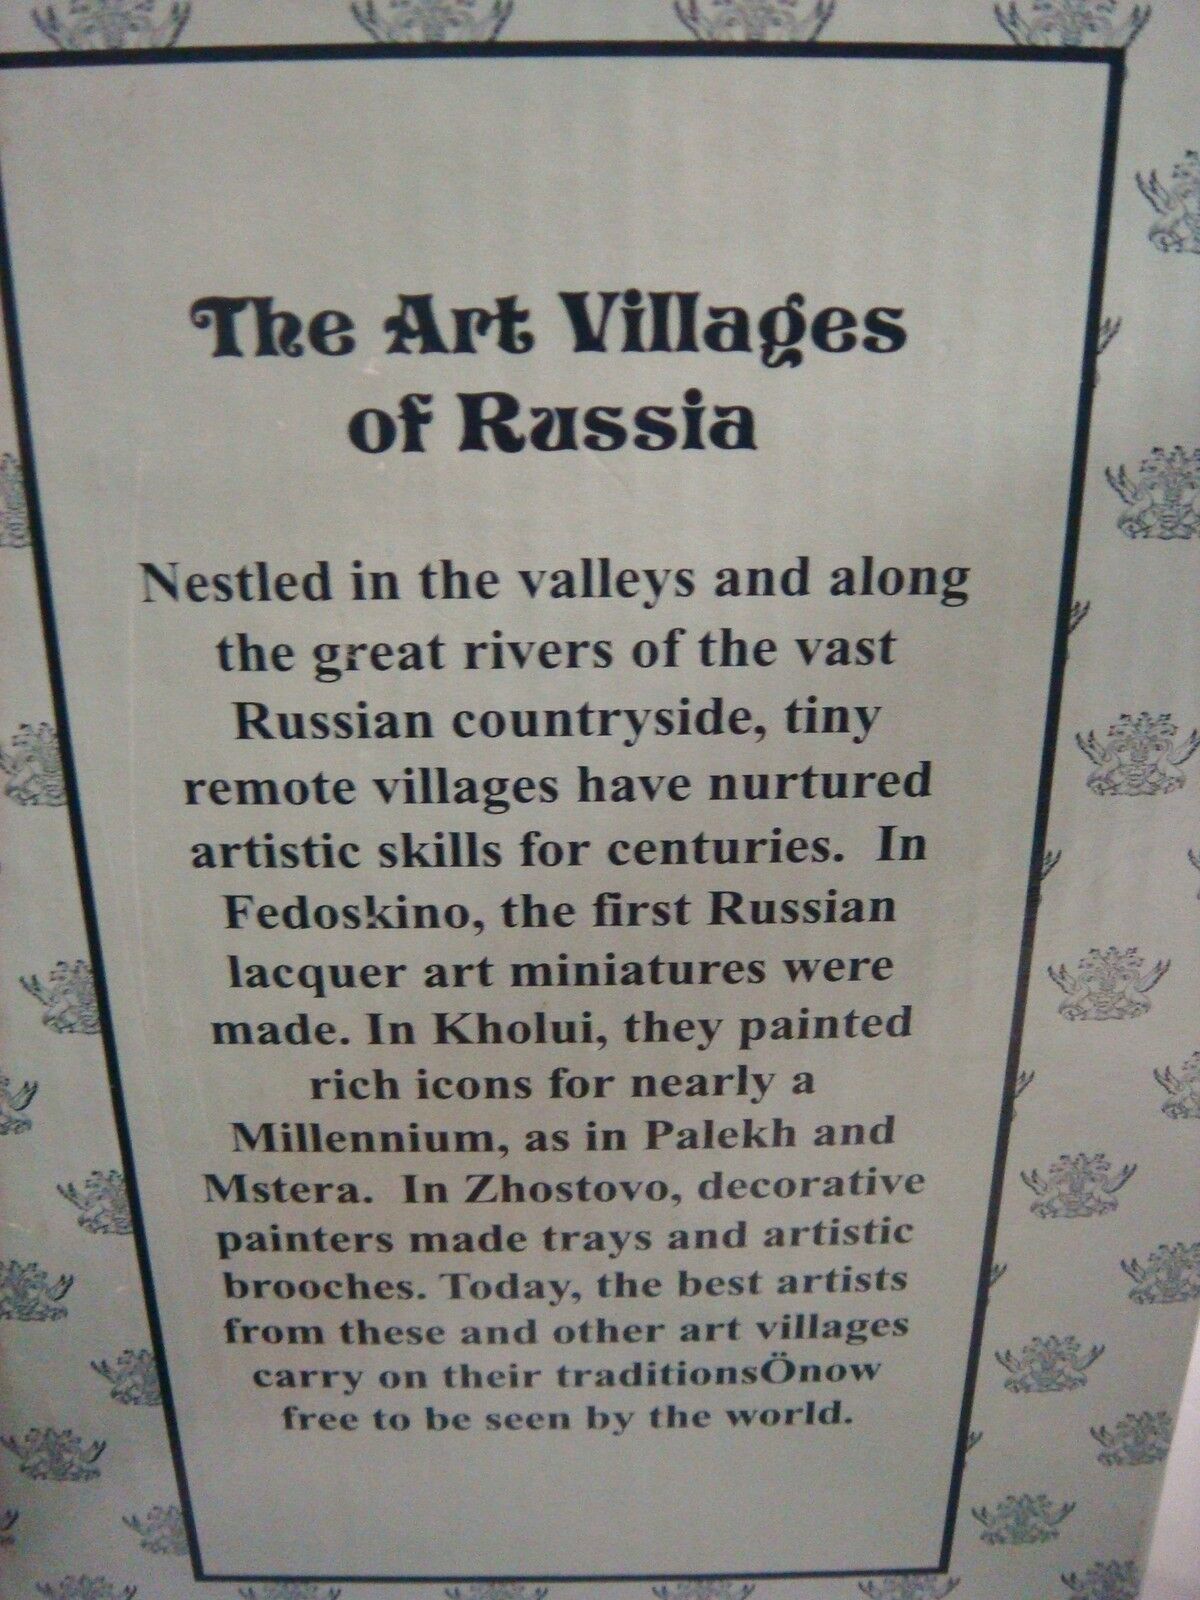 The Art Villages
of Russia
Nestled in the valleys and along
the great rivers of the vast
Russian countryside, tiny
remote villages have nurtured
artistic skills for centuries.  In
Fedoskino, the first Russian
lacquer art miniatures were
made. In Kholui, they painted
rich icons for nearly a
Millennium, as in Palekh and
Mstera.  In Zhostovo, decorative
painters made trays and artistic
brooches. Today, the best artists
from these and other art villages
carry on their traditionsÖnow
free to be seen by the world.